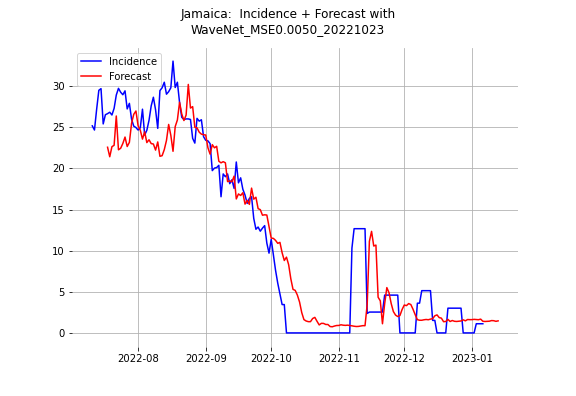 Jamaica:  Incidence + Forecast with
WaveNet_MSE0.0050_20221023
Incidence
Forecast
30
25
20
15
10
5
0
2022-08 2022-09 2022-10 2022-11 2022-12 2023-01